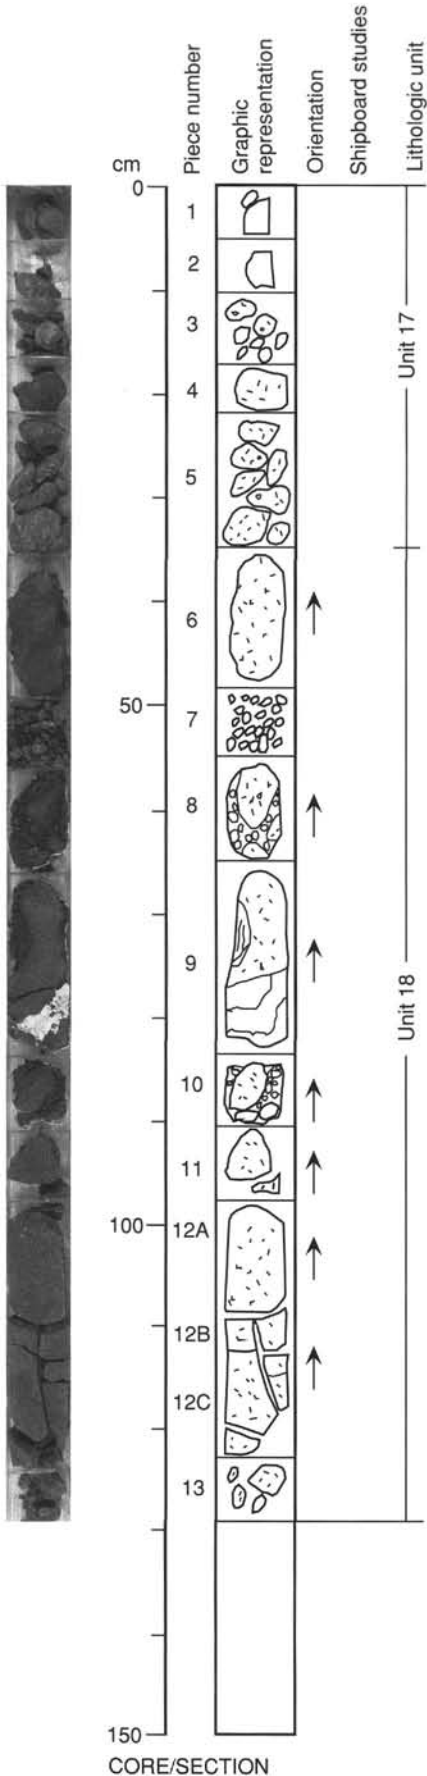 cm
Piece number
Graphic
representation
Orientation
Shipboard studies
Lithologic unit
0
1
2
3
4
5
Unit 17
6
50
7
8
9
Unit 18
10
11
100
12A
12B
12C
13
150
CORE/SECTION